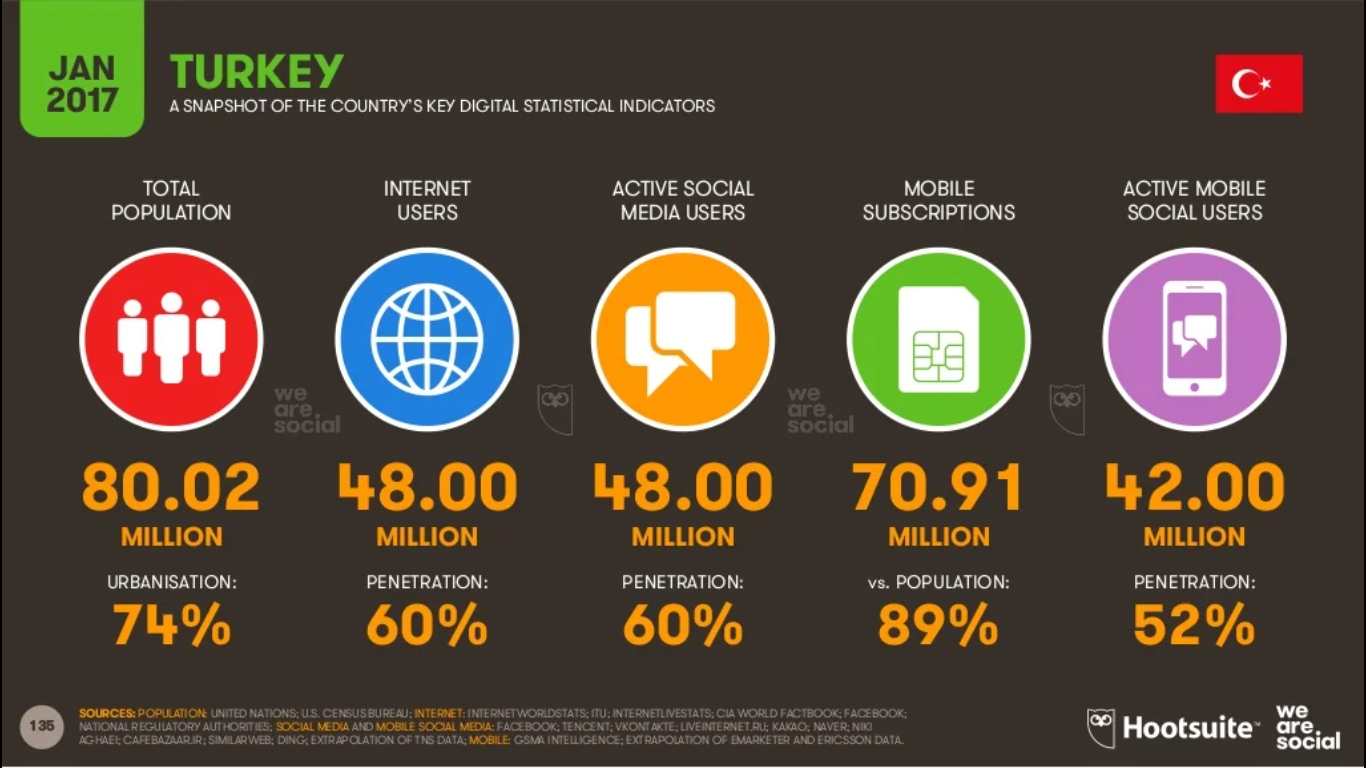 JAN
2017
TURKEY
A SNAPSHOT OF THE COUNTRY'S KEY DIGITAL STATISTICAL INDICATORS
TOTAL
POPULATION
INTERNET
USERS
ACTIVE SOCIAL
MEDIA USERS
MOBILE
SUBSCRIPTIONS
ACTIVE MOBILE
SOCIAL USERS
we
are
social
we
are
social
80.02
MILLION
48.00
MILLION
48.00
MILLION
70.91
MILLION
42.00
MILLION
URBANISATION:
74%
PENETRATION:
60%
PENETRATION:
60%
vs. POPULATION:
89%
PENETRATION:
52%
135
SOURCES: POPULATION: UNITED NATIONS; U.S. CENSUS BUREAU; INTERNET: INTERNETWORLDSTATS; ITU; INTERNETLIVESTATS; CIA WORLD FACTBOOK; FACEBOOK;
NATIONAL REGULATORY AUTHORITIES; SOCIAL MEDIA AND MOBILE SOCIAL MEDIA: FACEBOOK; TENCENT; VKONTAKTE; LIVEINTERNET.RU; KAKAO; NAVER; NIKI
AGHAEI; CAFEBAZAAR.IR; SIMILARWEB; DING; EXTRAPOLATION OF TNS DATA; MOBILE: GSMA INTELLIGENCE; EXTRAPOLATION OF EMARKETER AND ERICSSON DATA.
Hootsuite™
we
are
social